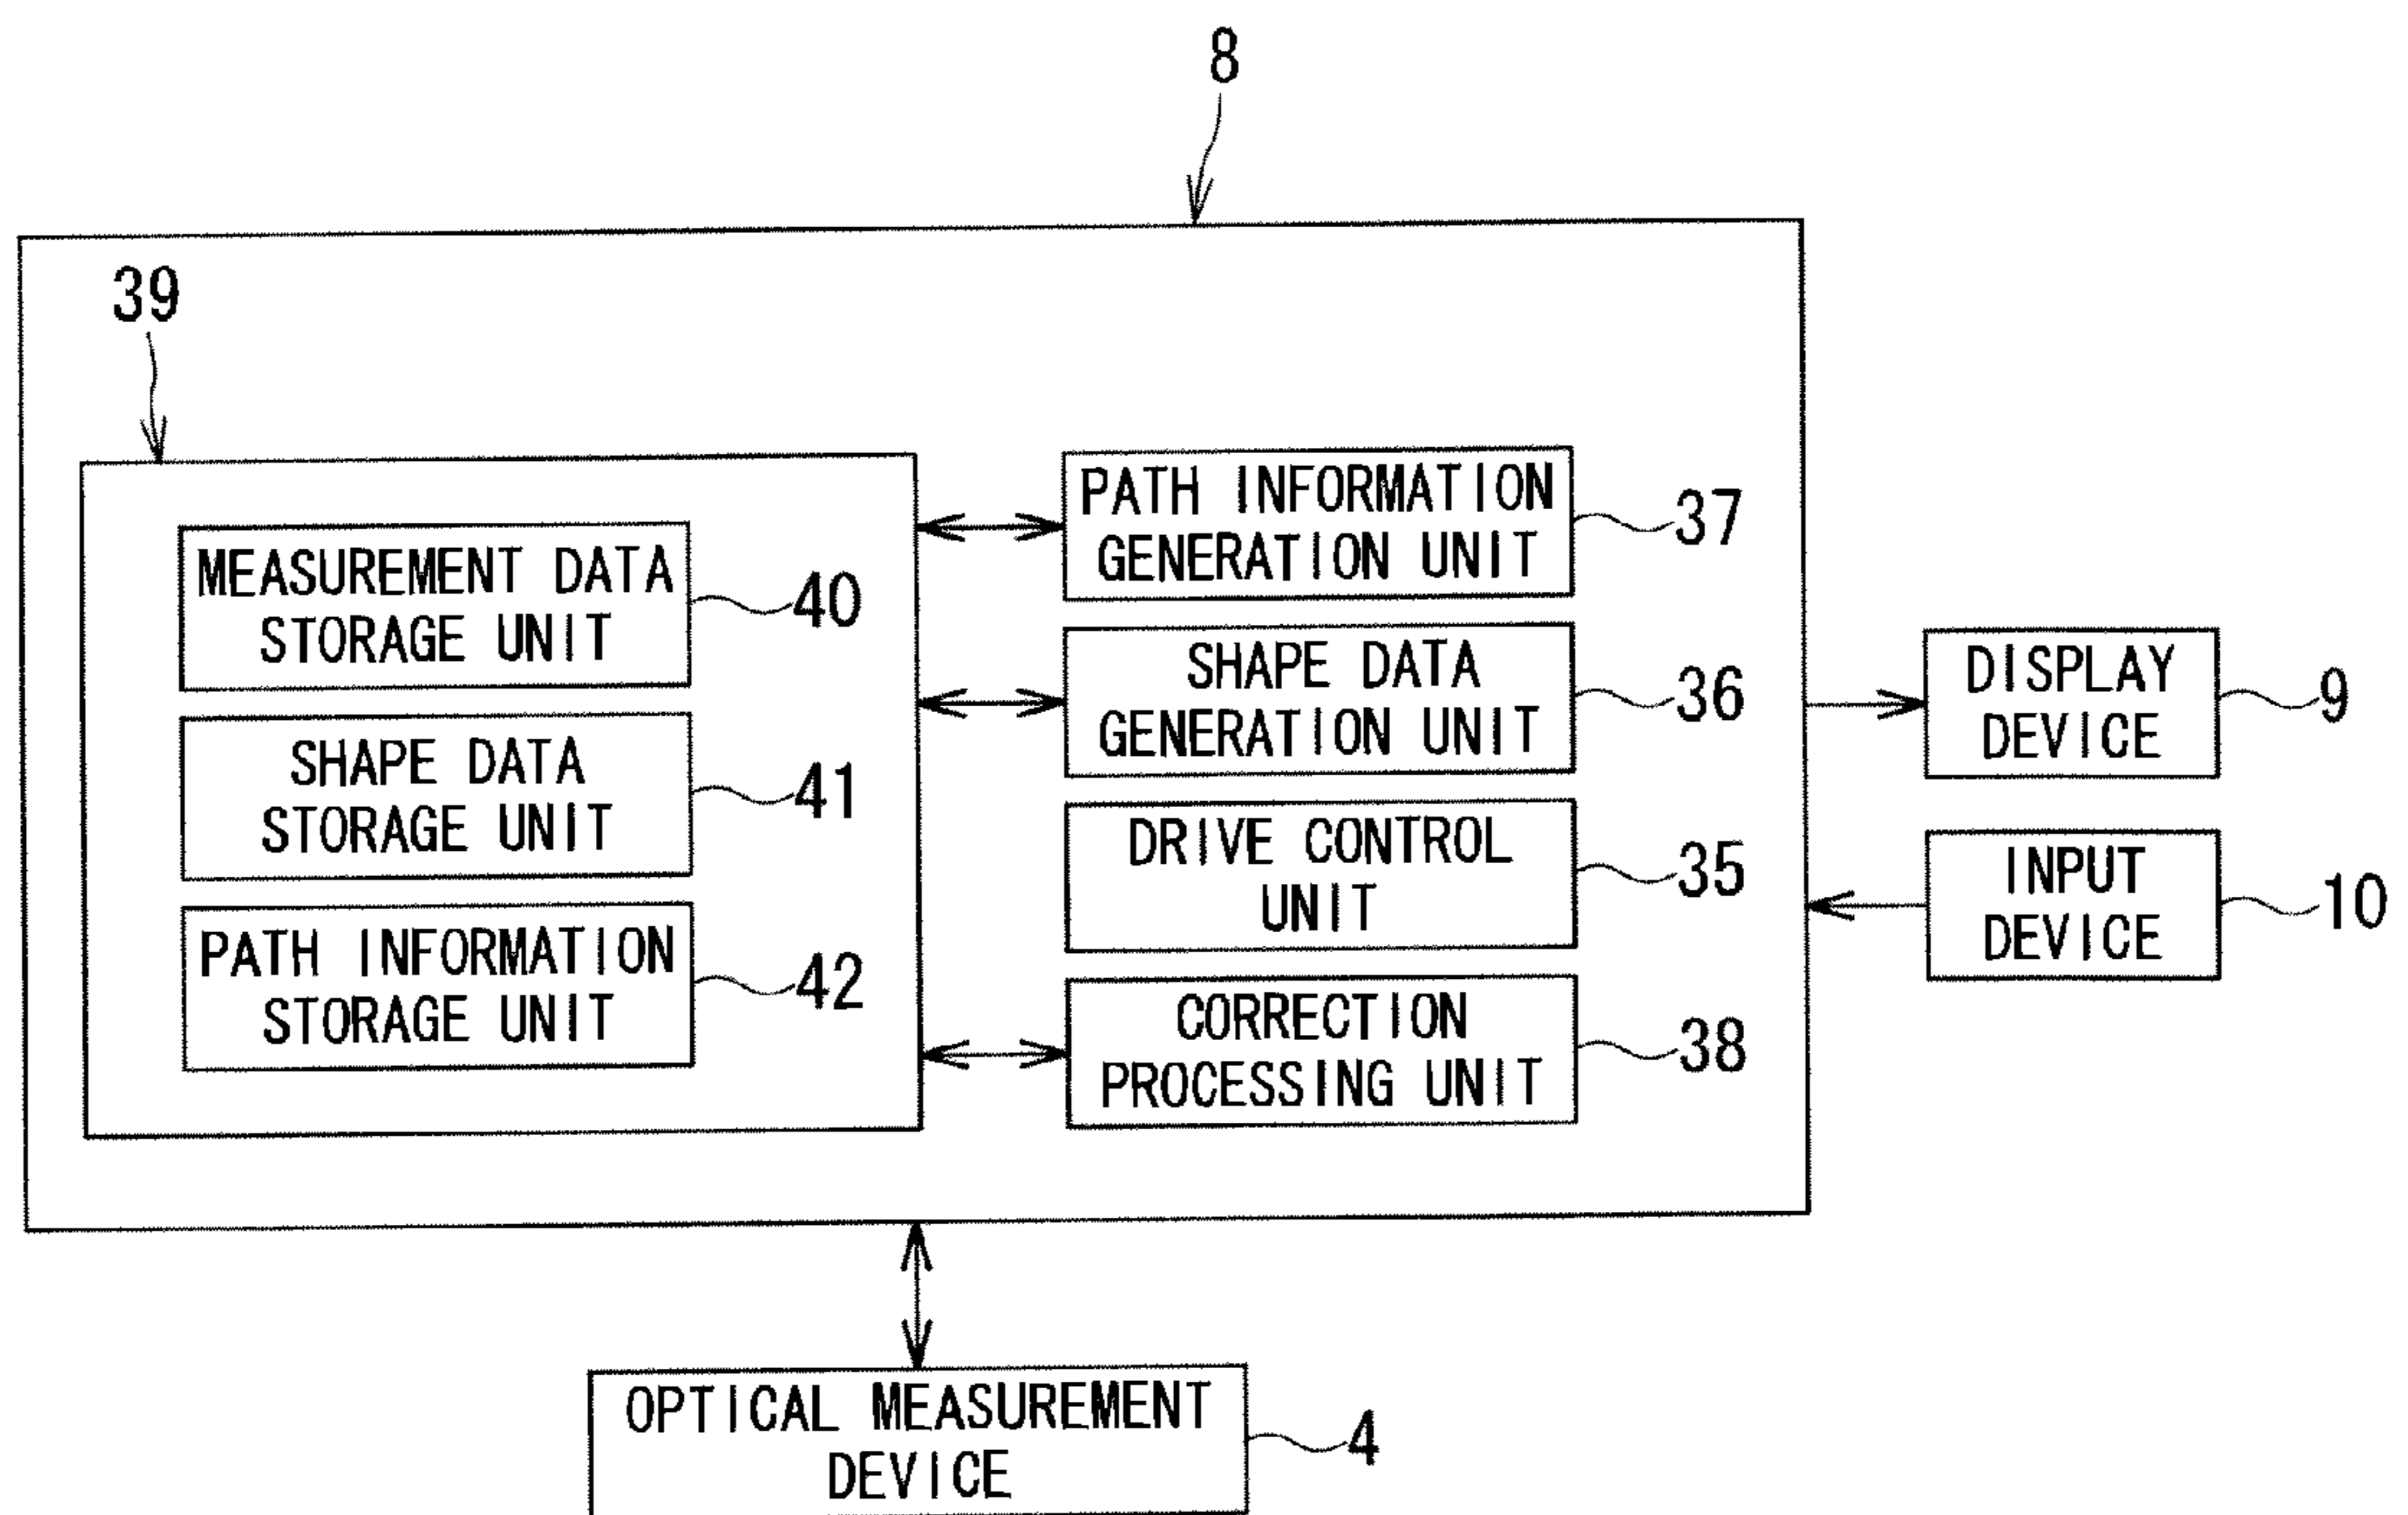 8
39
MEASUREMENT DATA
STORAGE UNIT
40
SHAPE DATA
STORAGE UNIT
41
PATH INFORMATION
STORAGE UNIT
42
PATH INFORMATION
GENERATION UNIT
37
SHAPE DATA
GENERATION UNIT
36
DRIVE CONTROL
UNIT
35
CORRECTION
PROCESSING UNIT
38
DISPLAY
DEVICE
9
INPUT
DEVICE
10
OPTICAL MEASUREMENT
DEVICE
4